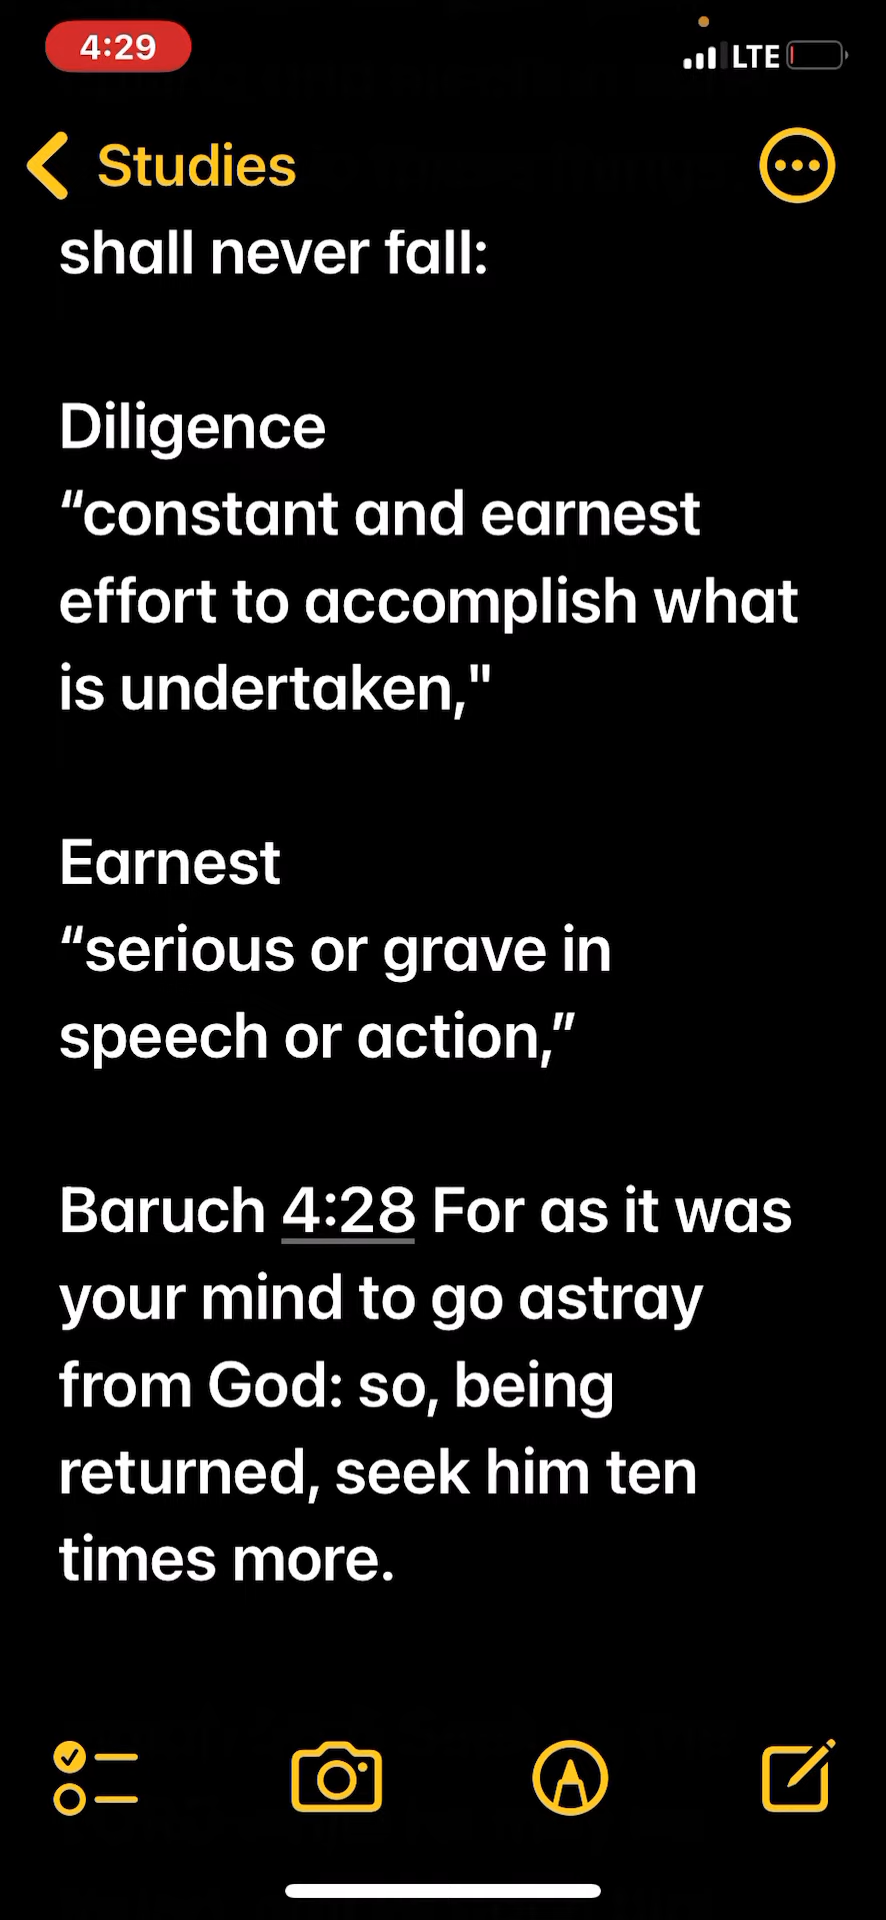 4:29
LTE
Studies
shall never fall:
Diligence
“constant and earnest
effort to accomplish what
is undertaken,"
Earnest
“serious or grave in
speech or action,”
Baruch 4:28 For as it was
your mind to go astray
from God: so, being
returned, seek him ten
times more.